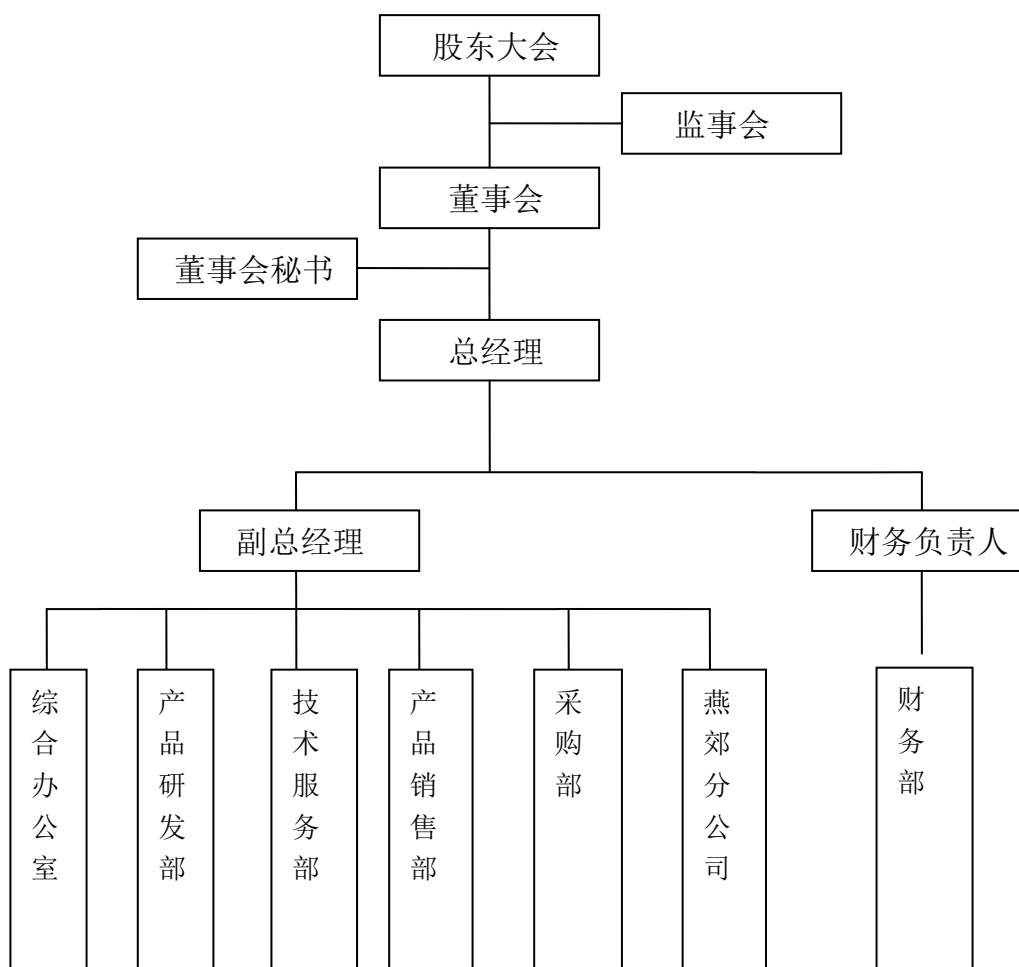 股东大会
监事会
董事会
董事会秘书
总经理
副总经理
财务负责人
综合办公室
产品研发部
技术服务部
产品销售部
采购部
燕郊分公司
财务部